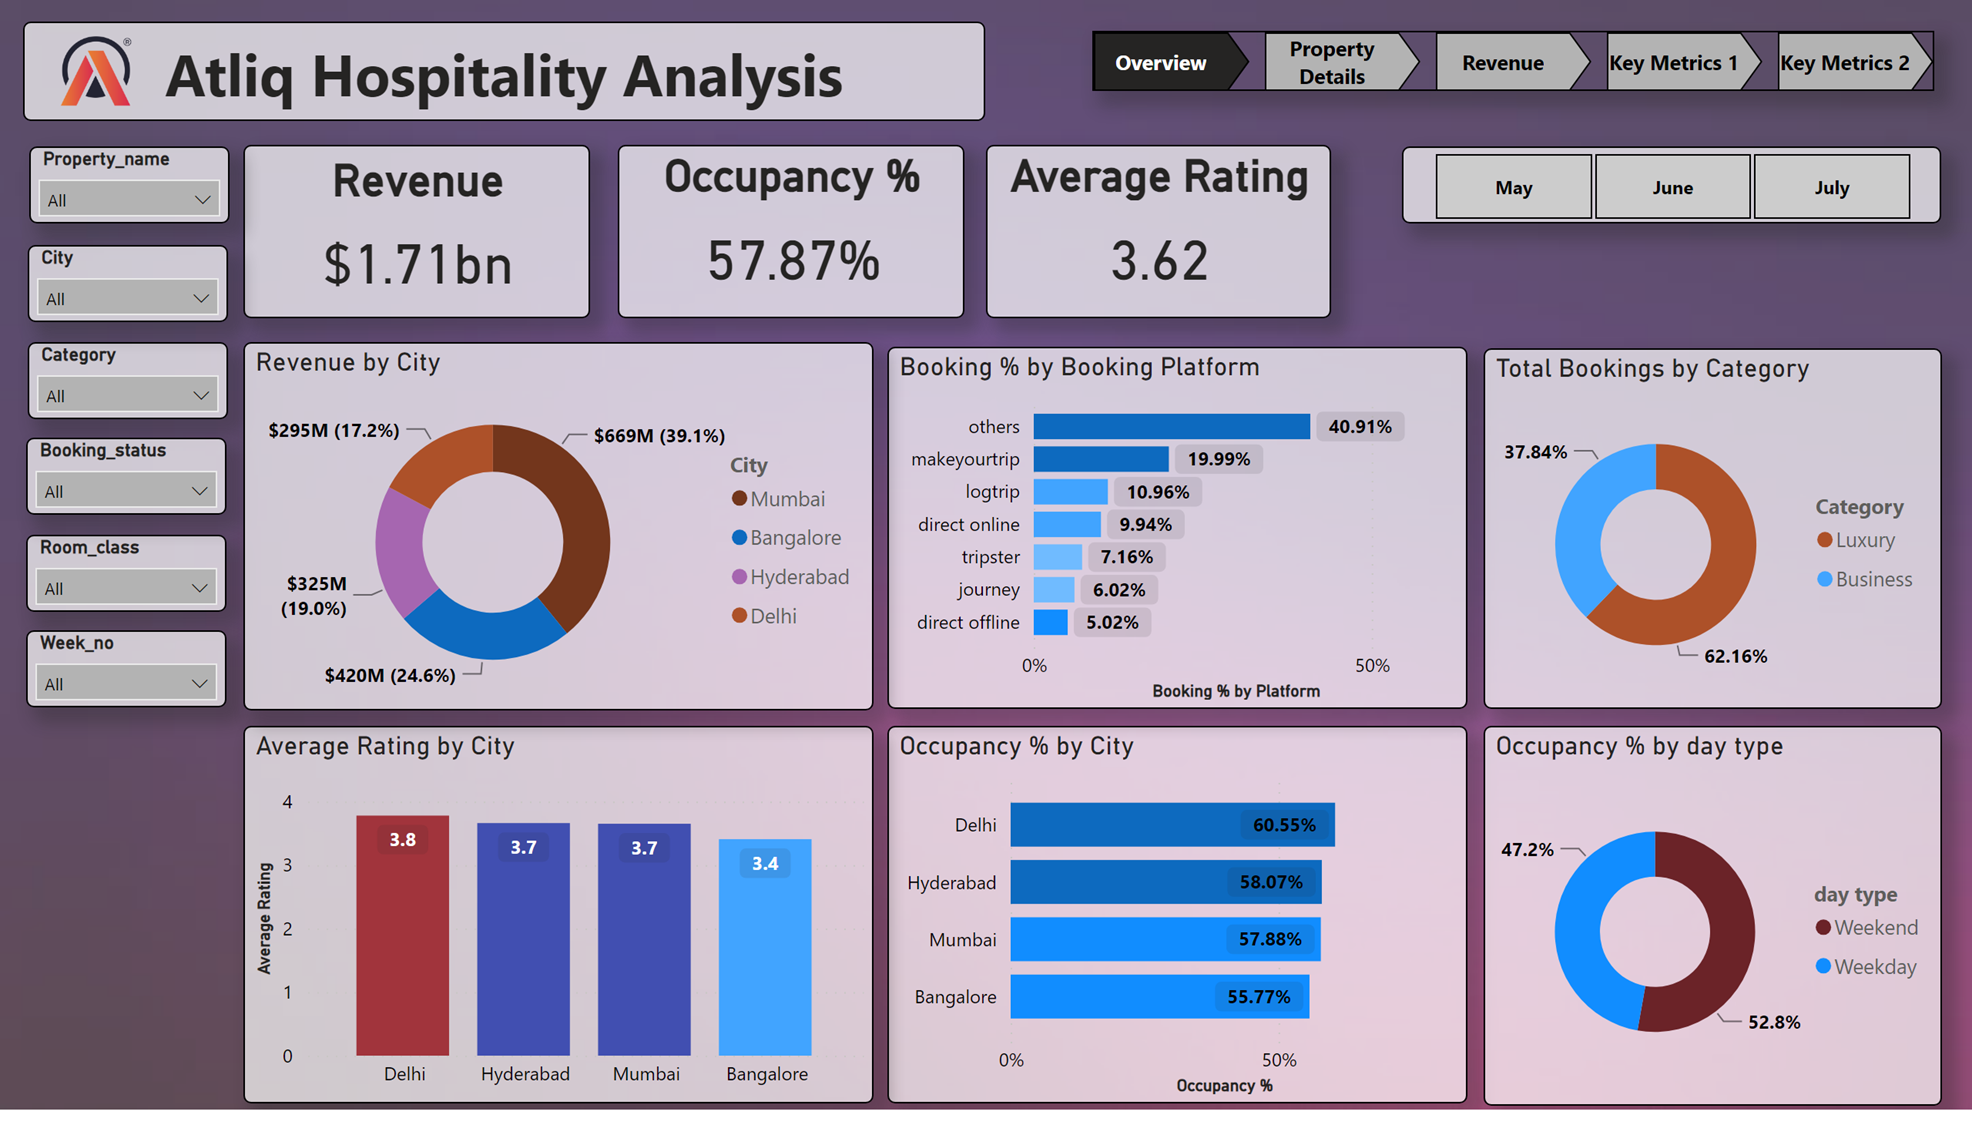 Atliq Hospitality Analysis
®
Overview
Property
Details
Revenue
Key Metrics 1
Key Metrics 2
Property_name
All
City
All
Category
All
Booking_status
All
Room_class
All
Week_no
All
Revenue
$1.71bn
Occupancy %
57.87%
Average Rating
3.62
May
June
July
Revenue by City
$295M (17.2%)
$669M (39.1%)
$325M
(19.0%)
$420M (24.6%)
City
Mumbai
Bangalore
Hyderabad
Delhi
Booking % by Booking Platform
others
40.91%
makeyourtrip
19.99%
logtrip
10.96%
direct online
9.94%
tripster
7.16%
journey
6.02%
direct offline
5.02%
0%
50%
Booking % by Platform
Total Bookings by Category
37.84%
62.16%
Category
Luxury
Business
Average Rating by City
Average Rating
4
3
2
1
0
3.8
3.7
3.7
3.4
Delhi
Hyderabad
Mumbai
Bangalore
Occupancy % by City
Delhi
60.55%
Hyderabad
58.07%
Mumbai
57.88%
Bangalore
55.77%
0%
50%
Occupancy %
Occupancy % by day type
47.2%
52.8%
day type
Weekend
Weekday